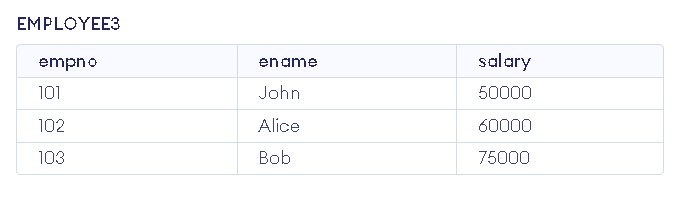 EMPLOYEE3
empno ename salary
101 John 50000
102 Alice 60000
103 Bob 75000